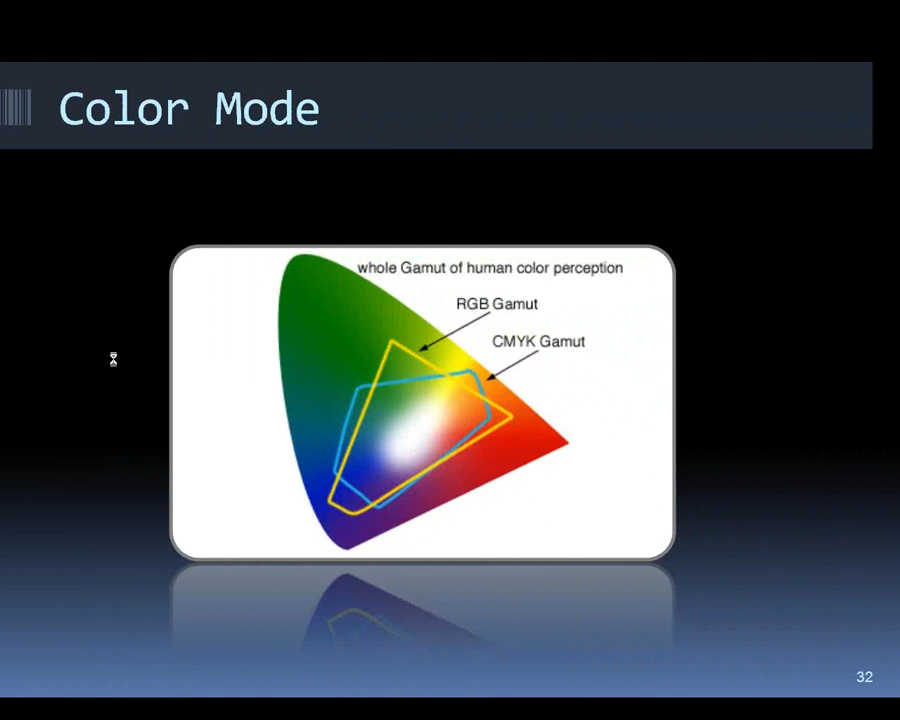 Color Mode
whole Gamut of human color perception
RGB Gamut
CMYK Gamut
32